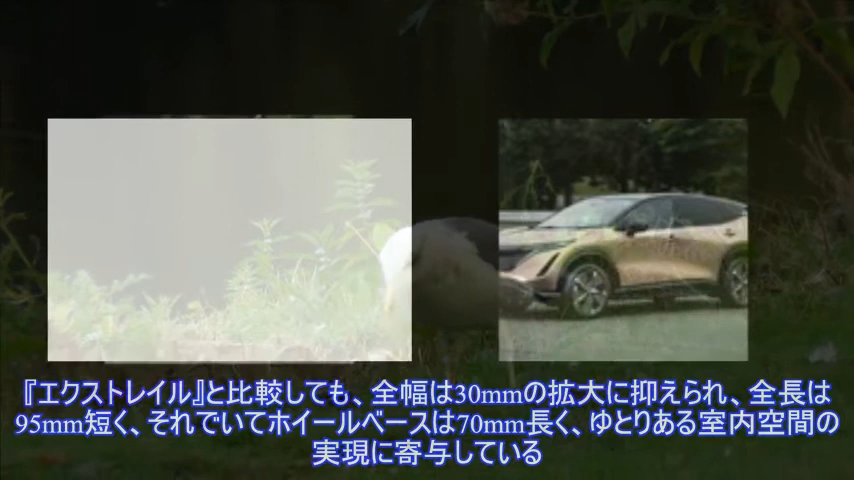 『エクストレイル』と比較しても、全幅は30mmの拡大に抑えられ、全長は
95mm短く、それでいてホイールベースは70mm長く、ゆとりある室内空間の
実現に寄与している